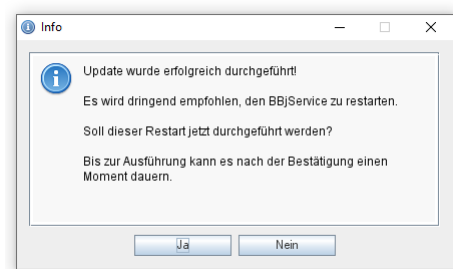 Info
Update wurde erfolgreich durchgeführt!
Es wird dringend empfohlen, den BBjService zu restarten.
Soll dieser Restart jetzt durchgeführt werden?
Bis zur Ausführung kann es nach der Bestätigung einen
Moment dauern.
Ja
Nein